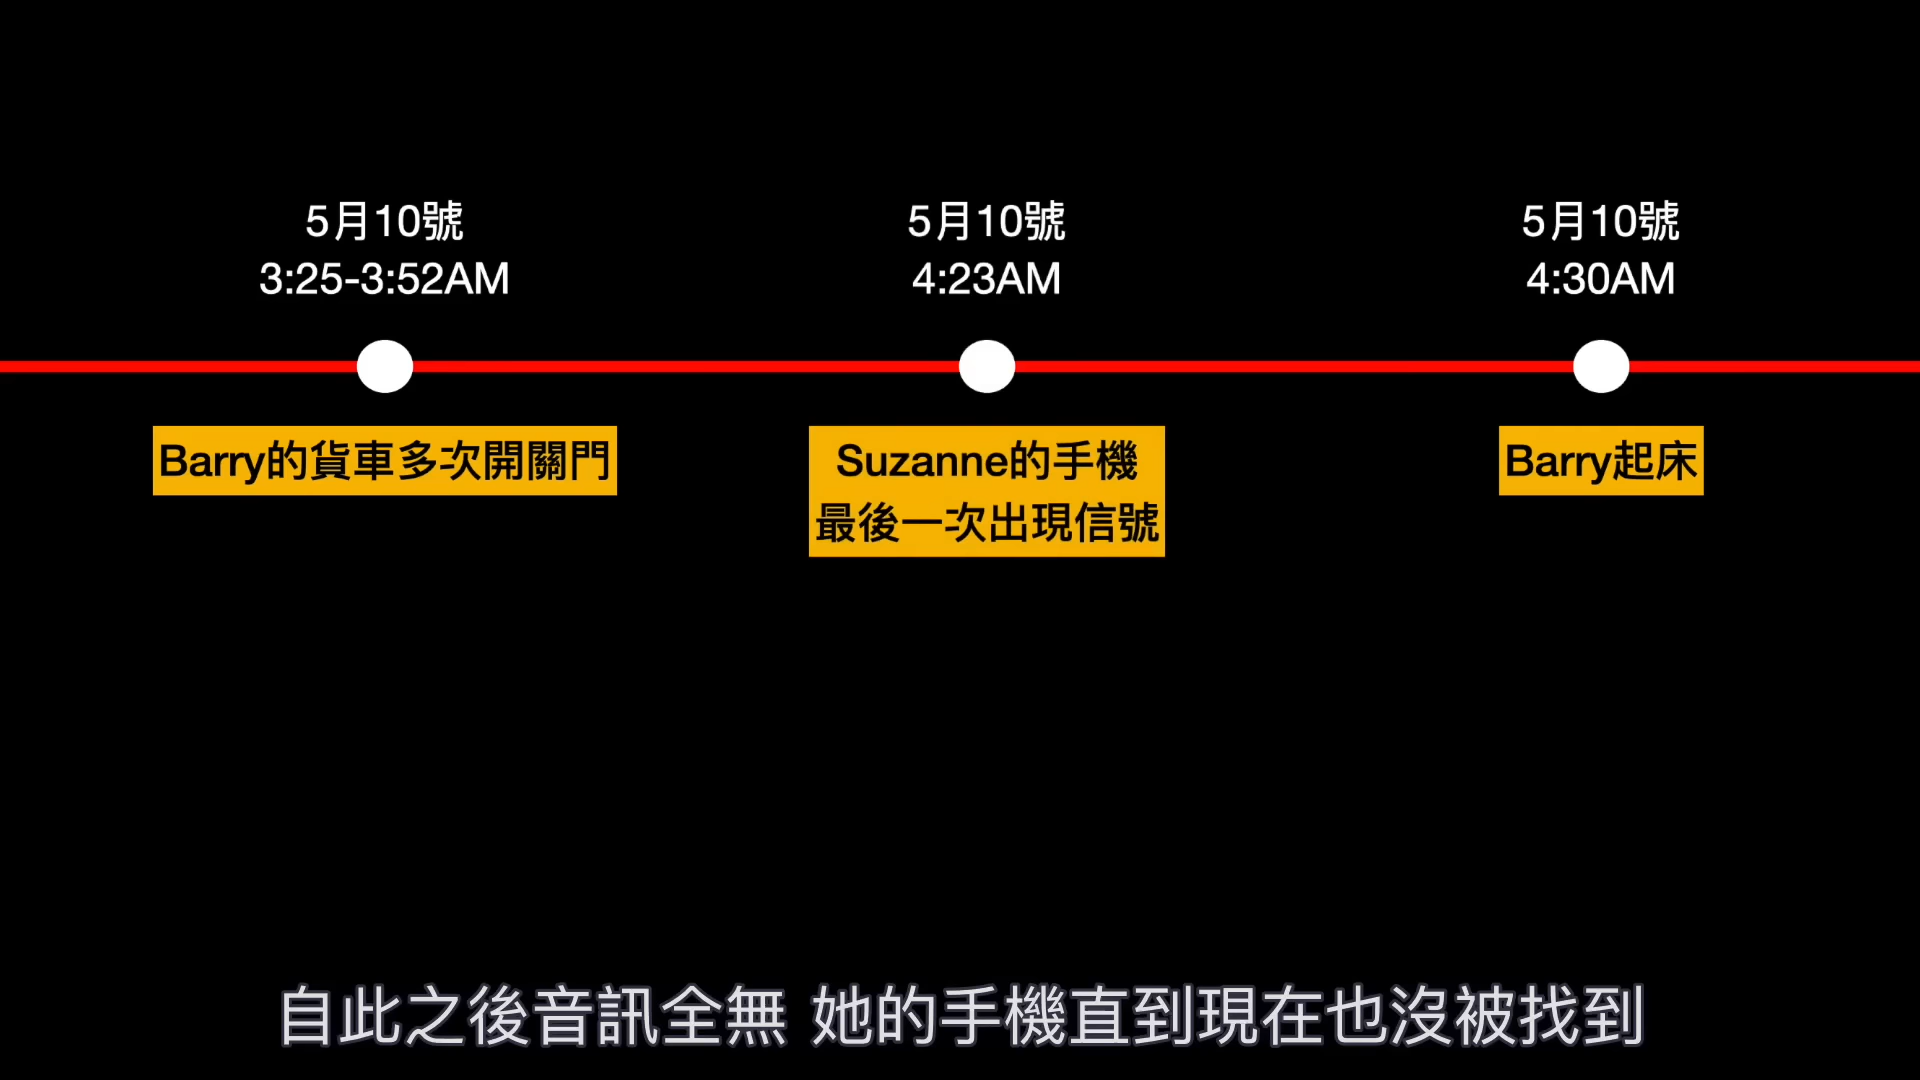 5月10號
3:25-3:52AM
Barry的貨車多次開關門
5月10號
4:23AM
Suzanne的手機
最後一次出現信號
5月10號
4:30AM
Barry起床
自此之後音訊全無 她的手機直到現在也沒被找到